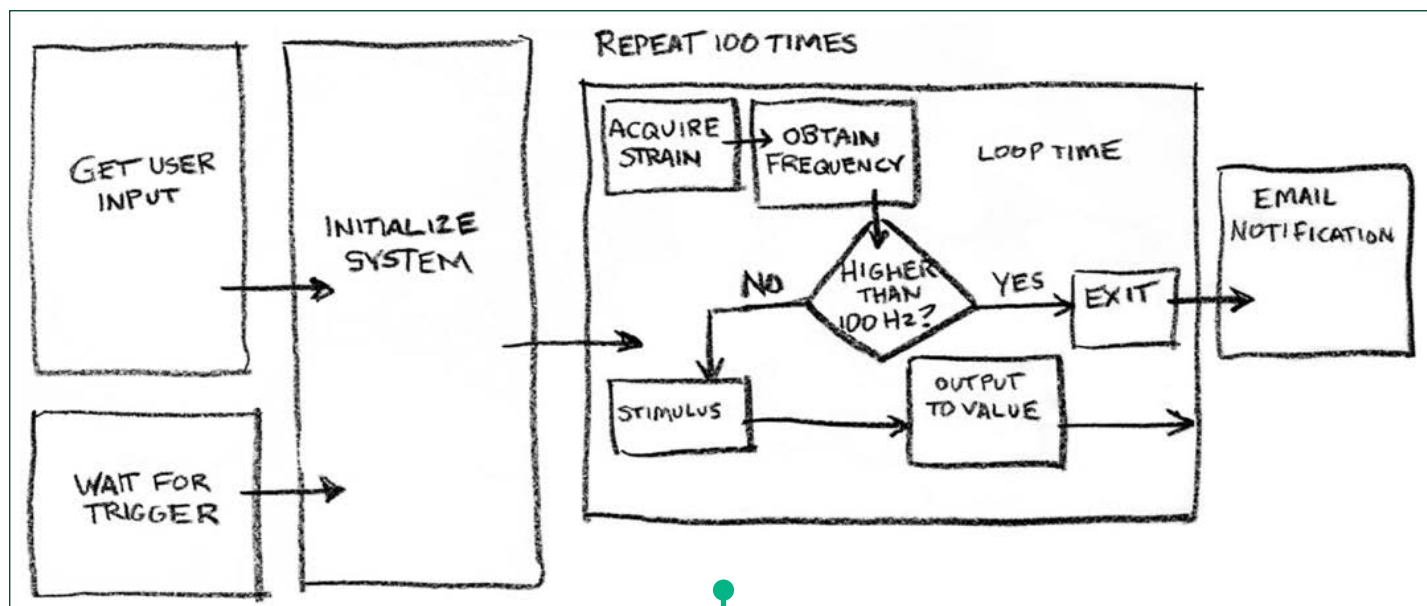 GET USER
INPUT
WAIT FOR
TRIGGER
INITIALIZE
SYSTEM
REPEAT 100 TIMES
ACQUIRE
STRAIN
OBTAIN
FREQUENCY
LOOP TIME
HIGHER
THAN
100 HZ?
NO
YES
EXIT
STIMULUS
OUTPUT
TO VALUE
EMAIL
NOTIFICATION